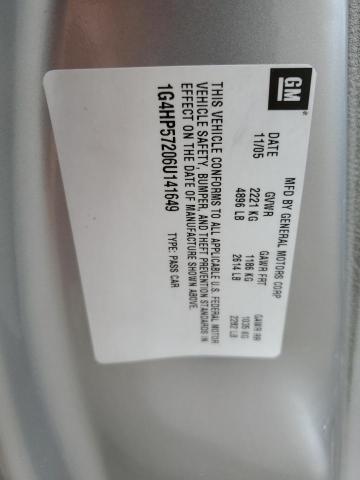 GM
MFD BY GENERAL MOTORS CORP
DATE GVWR GAWR FRT GAWR RR
11/05 2221 KG 1186 KG 1035 KG
4896 LB 2614 LB 2282 LB
THIS VEHICLE CONFORMS TO ALL APPLICABLE U.S. FEDERAL MOTOR
VEHICLE SAFETY, BUMPER, AND THEFT PREVENTION STANDARDS IN
EFFECT ON THE DATE OF MANUFACTURE SHOWN ABOVE.
1G4HP57206U141649 TYPE: PASS CAR